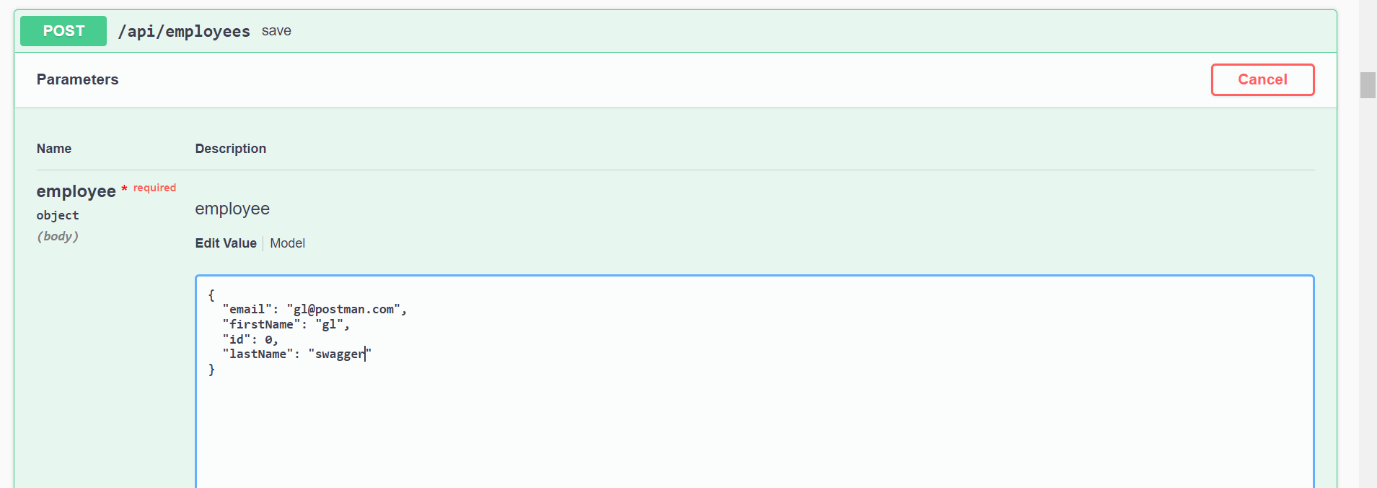 POST /api/employees save
Parameters Cancel
Name Description
employee * required
object
(body)
employee
Edit Value Model
{
  "email": "gl@postman.com",
  "firstName": "gl",
  "id": 0,
  "lastName": "swagger"
}